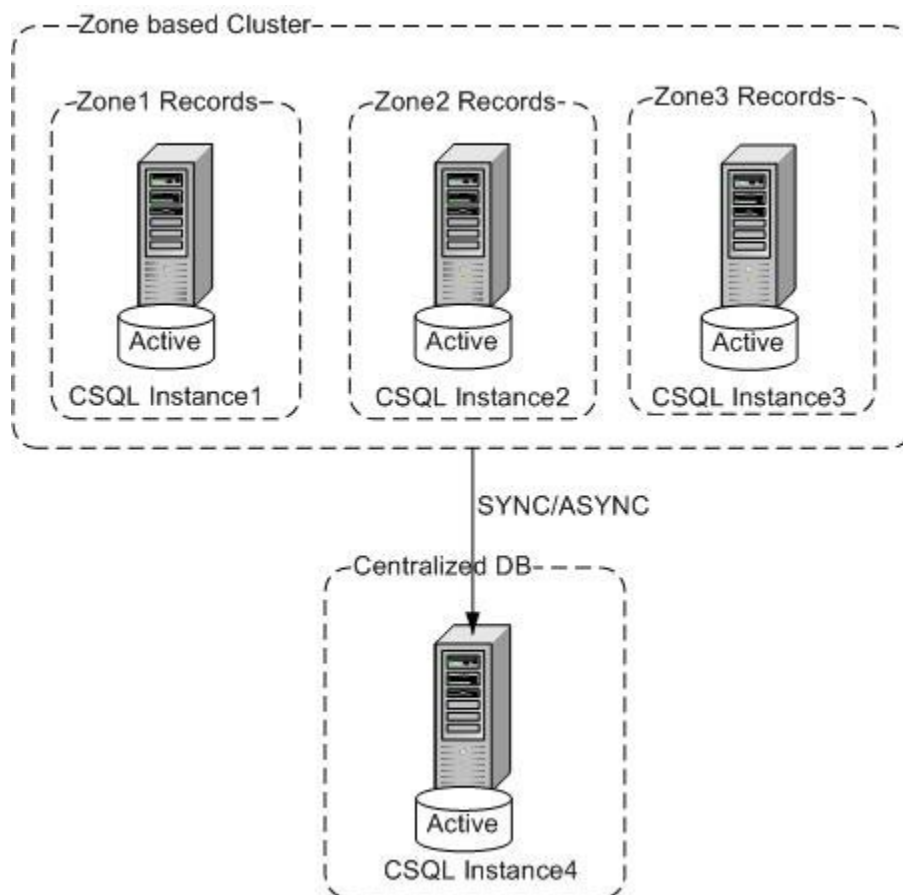 Zone based Cluster
Zone1 Records
Zone2 Records
Zone3 Records
Active
Active
Active
CSQL Instance1
CSQL Instance2
CSQL Instance3
SYNC/ASYNC
Centralized DB
Active
CSQL Instance4